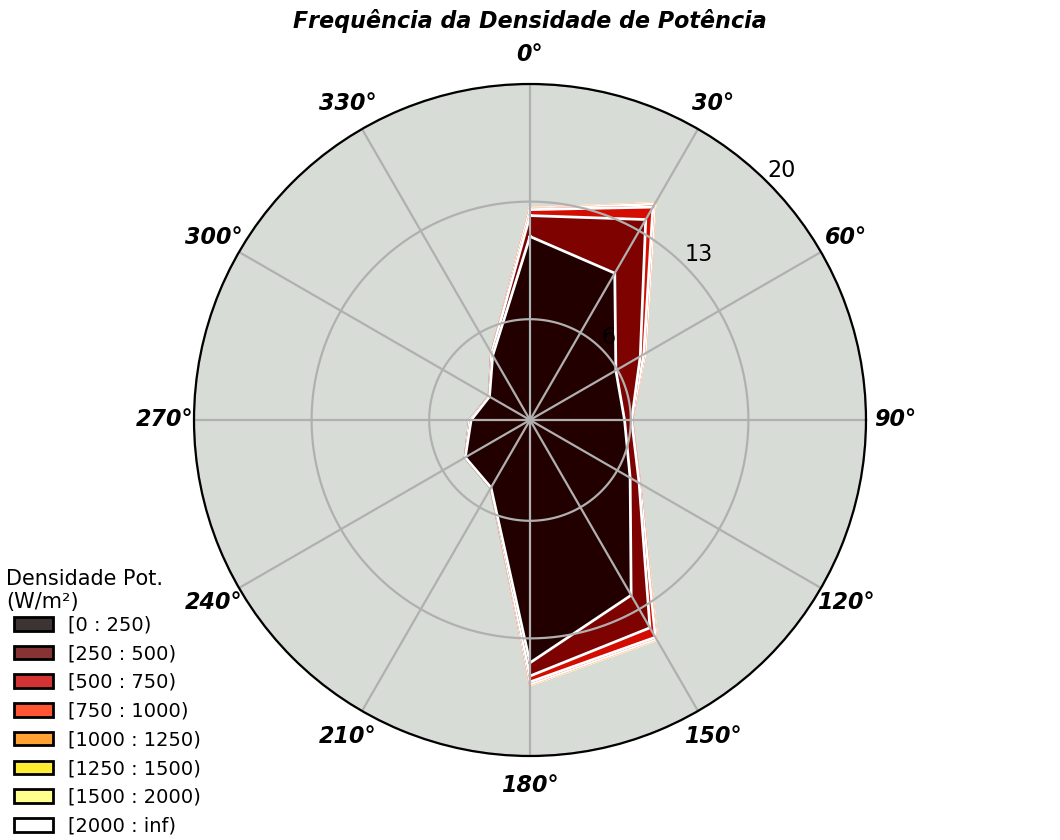 Frequência da Densidade de Potência
0°
330°
30°
20
300°
60°
13
6
270°
90°
240°
120°
210°
150°
180°
Densidade Pot.
(W/m²)
[0 : 250)
[250 : 500)
[500 : 750)
[750 : 1000)
[1000 : 1250)
[1250 : 1500)
[1500 : 2000)
[2000 : inf)